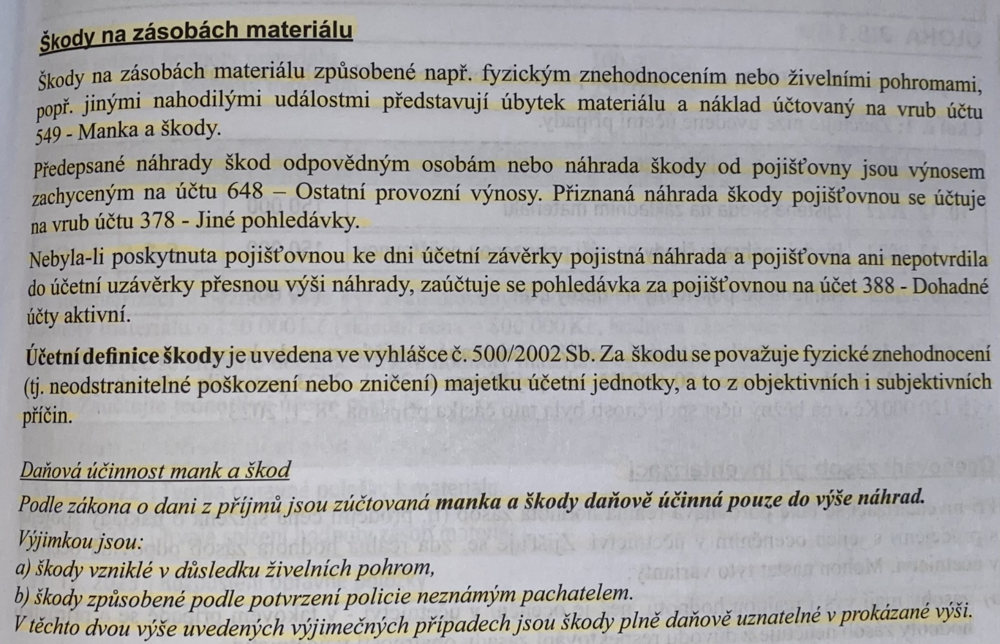 Škody na zásobách materiálu
Škody na zásobách materiálu způsobené např. fyzickým znehodnocením nebo živelními pohromami,
popř. jinými nahodilými událostmi představují úbytek materiálu a náklad účtovaný na vrub účtu
549 - Manka a škody.
Předepsané náhrady škod odpovědným osobám nebo náhrada škody od pojišťovny jsou výnosem
zachyceným na účtu 648 – Ostatní provozní výnosy. Přiznaná náhrada škody pojišťovnou se účtuje
na vrub účtu 378 - Jiné pohledávky.
Nebyla-li poskytnuta pojišťovnou ke dni účetní závěrky pojistná náhrada a pojišťovna ani nepotvrdila
do účetní uzávěrky přesnou výši náhrady, zaúčtuje se pohledávka za pojišťovnou na účet 388 - Dohadné
účty aktivní.
Účetní definice škody je uvedena ve vyhlášce č. 500/2002 Sb. Za škodu se považuje fyzické znehodnocení
(tj. neodstranitelné poškození nebo zničení) majetku účetní jednotky, a to z objektivních i subjektivních
příčin.
Daňová účinnost mank a škod
Podle zákona o dani z příjmů jsou zúčtovaná manka a škody daňově účinná pouze do výše náhrad.
Výjimkou jsou:
a) škody vzniklé v důsledku živelních pohrom,
b) škody způsobené podle potvrzení policie neznámým pachatelem.
V těchto dvou výše uvedených výjimečných případech jsou škody plně daňově uznatelné v prokázané výši.